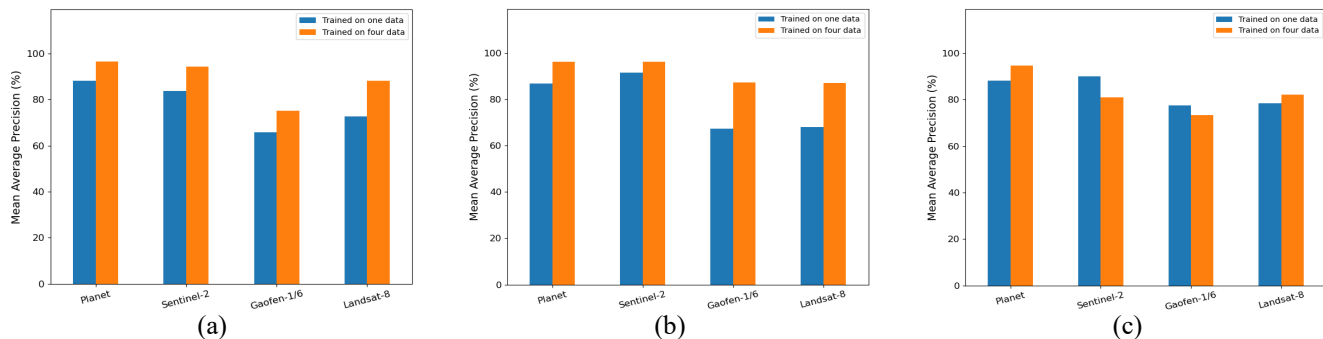 Trained on one data
Trained on four data
Mean Average Precision (%)
100
80
60
40
20
0
Planet
Sentinel-2
Gaofen-1/6
Landsat-8
(a)
Trained on one data
Trained on four data
Mean Average Precision (%)
100
80
60
40
20
0
Planet
Sentinel-2
Gaofen-1/6
Landsat-8
(b)
Trained on one data
Trained on four data
Mean Average Precision (%)
100
80
60
40
20
0
Planet
Sentinel-2
Gaofen-1/6
Landsat-8
(c)